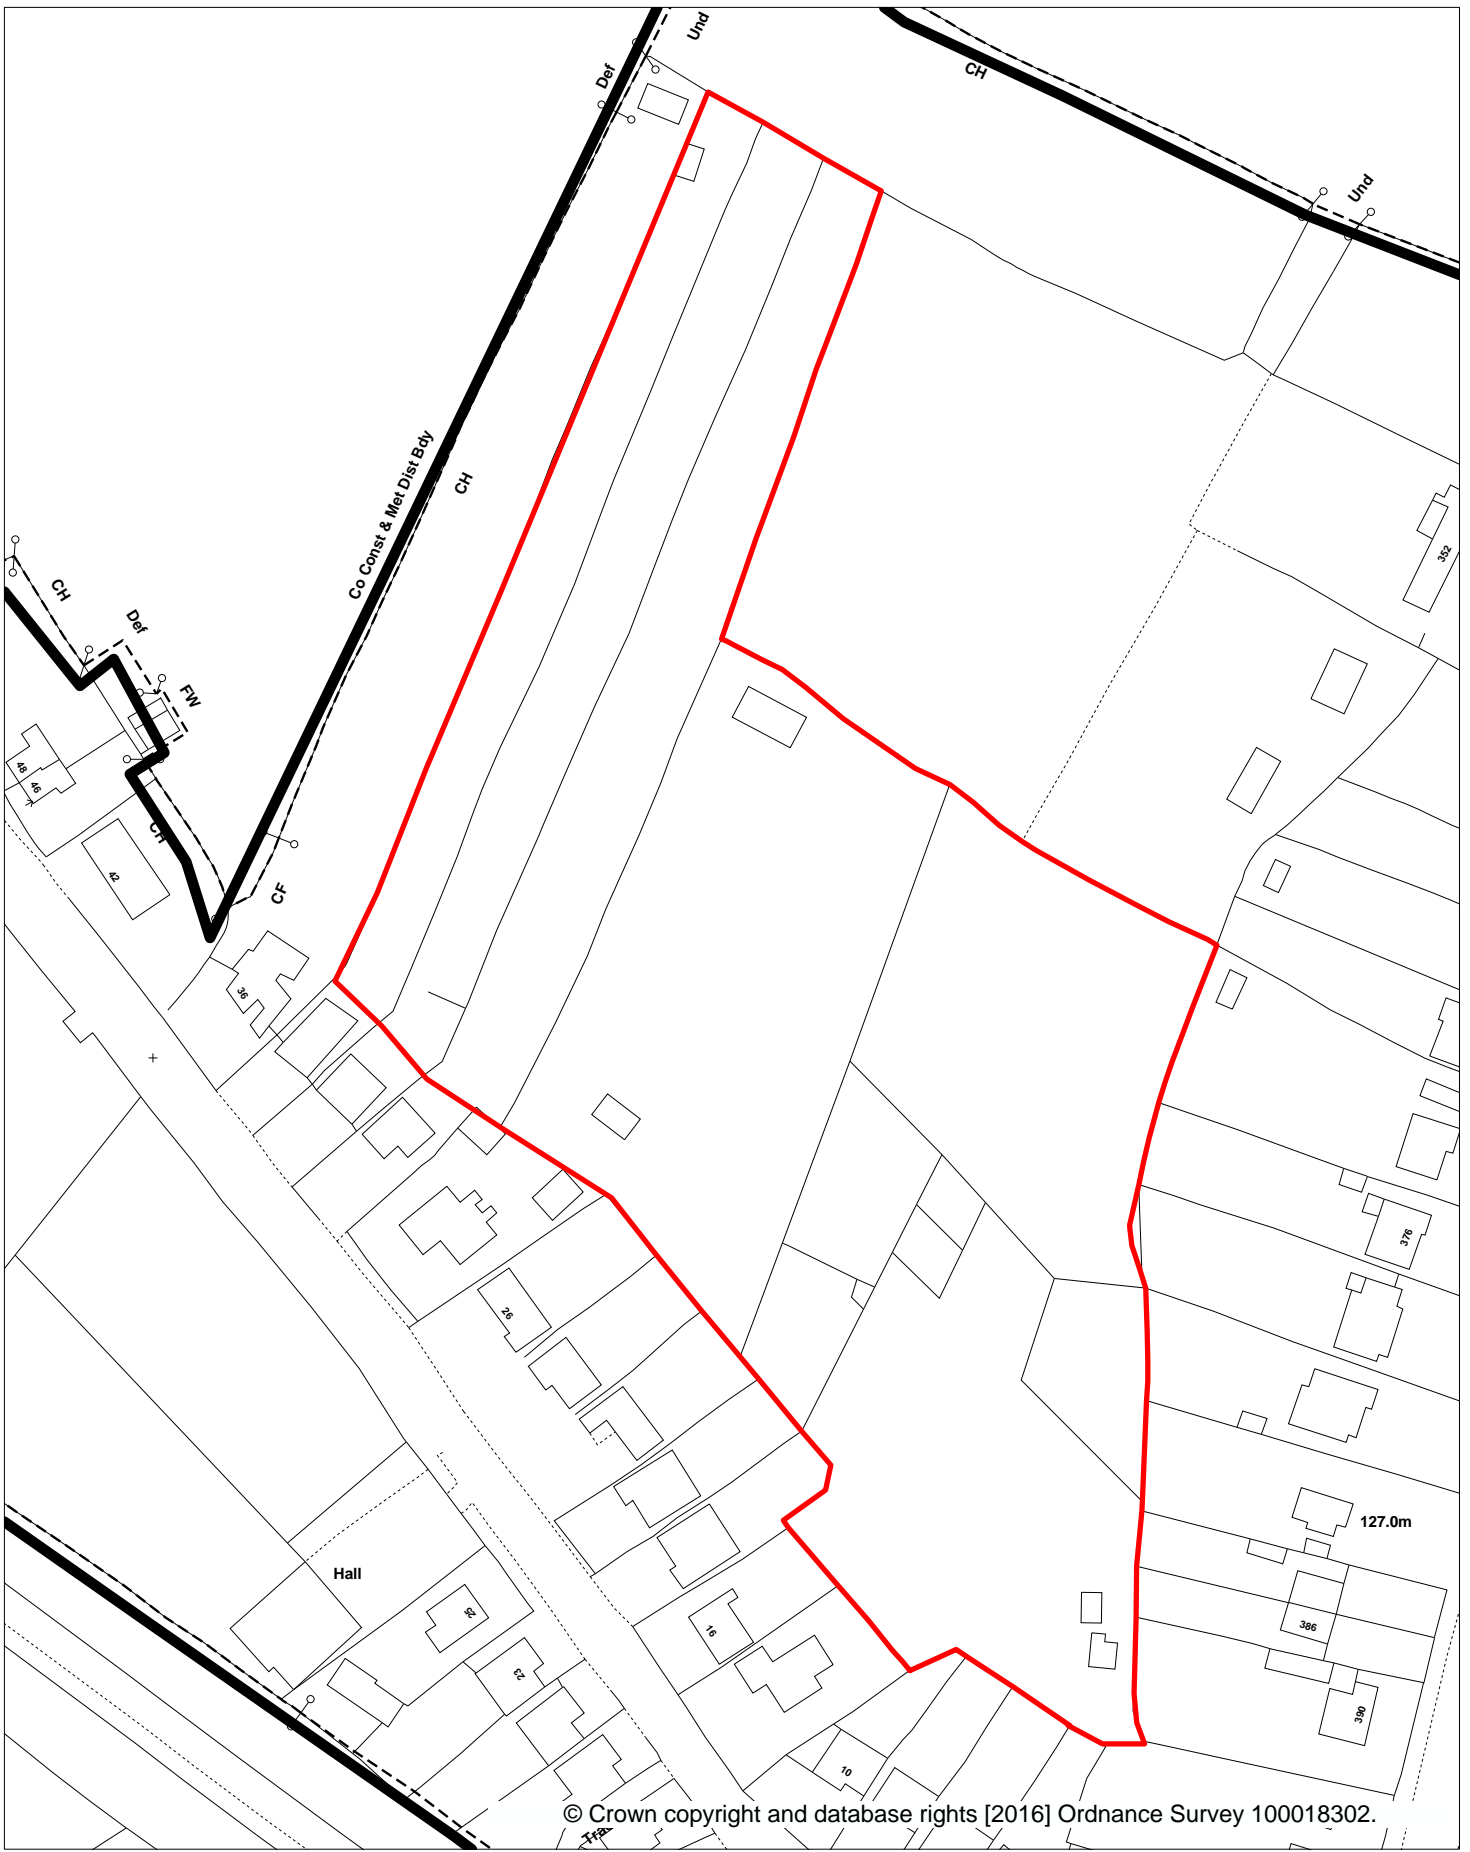 Und
Def
CH
Und
Co Const & Met Dist Bdy
CH
352
CH
Def
FW
48
46
CH
42
CF
36
376
26
127.0m
Hall
25
16
386
23
390
10
© Crown copyright and database rights [2016] Ordnance Survey 100018302.